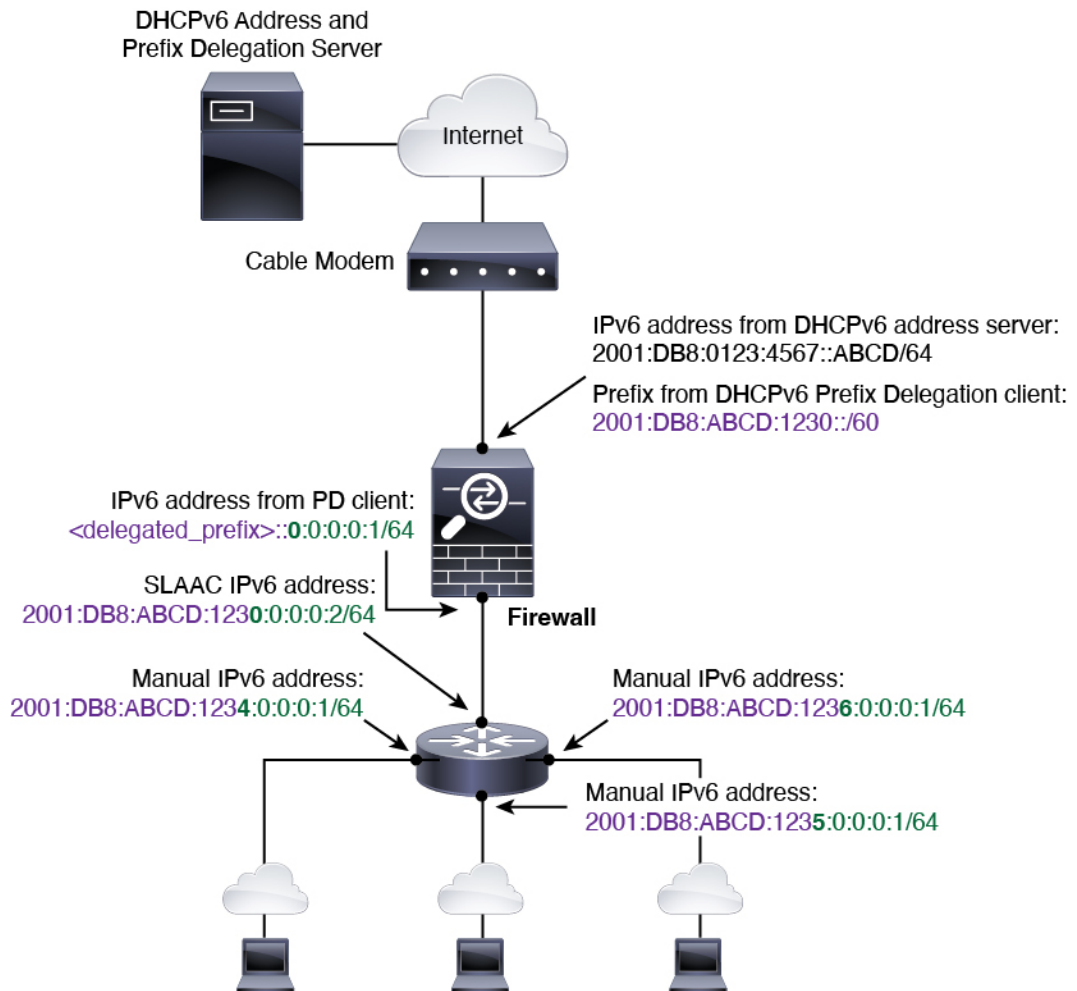 DHCPv6 Address and
Prefix Delegation Server
Internet
Cable Modem
IPv6 address from DHCPv6 address server:
2001:DB8:0123:4567::ABCD/64
Prefix from DHCPv6 Prefix Delegation client:
2001:DB8:ABCD:1230::/60
IPv6 address from PD client:
<delegated_prefix>::0:0:0:0:1/64
SLAAC IPv6 address:
2001:DB8:ABCD:1230:0:0:0:2/64
Firewall
Manual IPv6 address:
2001:DB8:ABCD:1234:0:0:0:1/64
Manual IPv6 address:
2001:DB8:ABCD:1236:0:0:0:1/64
Manual IPv6 address:
2001:DB8:ABCD:1235:0:0:0:1/64